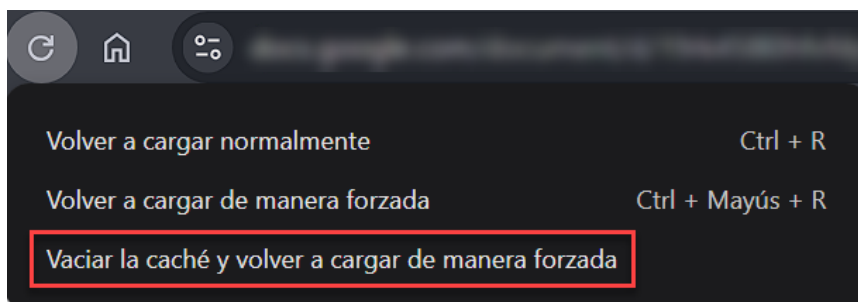 Volver a cargar normalmente Ctrl + R
Volver a cargar de manera forzada Ctrl + Mayús + R
Vaciar la caché y volver a cargar de manera forzada